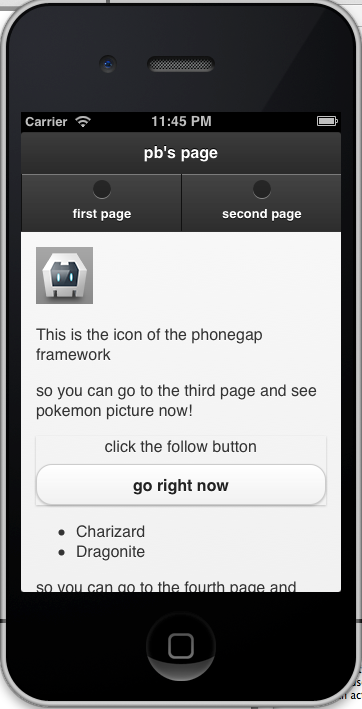 Carrier 11:45 PM
pb's page
first page second page
This is the icon of the phonegap
framework
so you can go to the third page and see
pokemon picture now!
click the follow button
go right now
Charizard
Dragonite
so you can go to the fourth page and